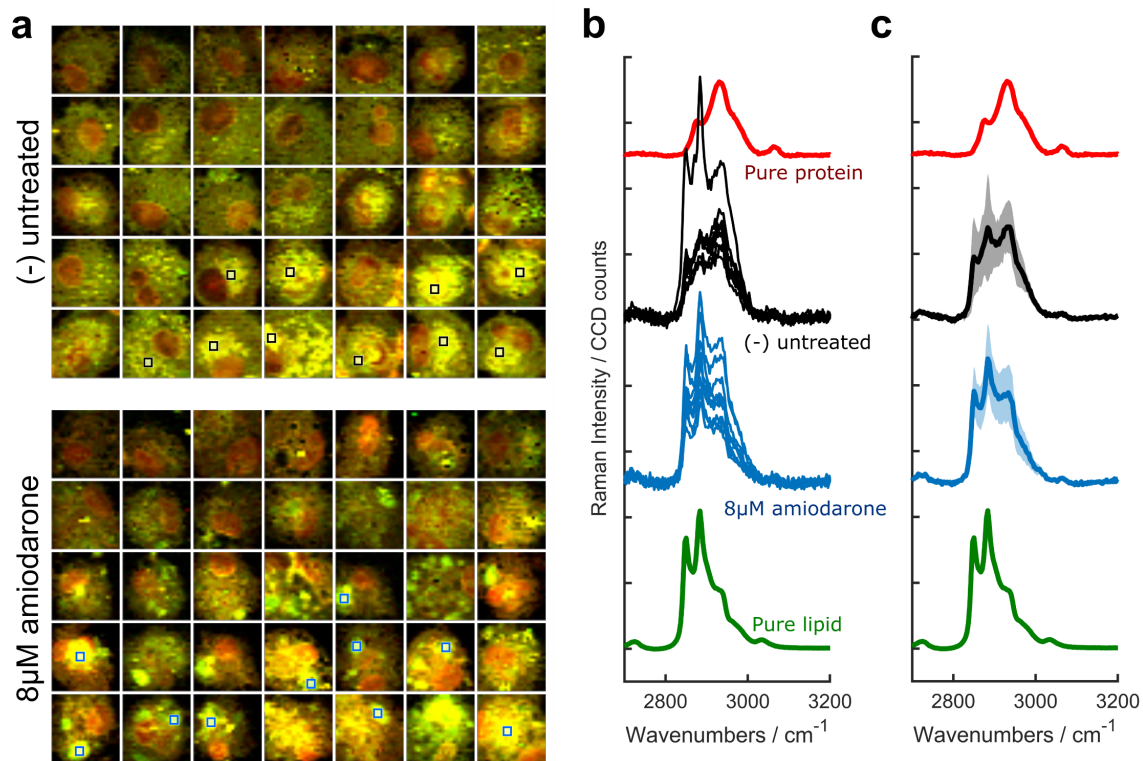 a
b
c
(-) untreated
8μM amiodarone
Raman Intensity / CCD counts
Pure protein
(-) untreated
8μM amiodarone
Pure lipid
2800 3000 3200
Wavenumbers / cm⁻¹
2800 3000 3200
Wavenumbers / cm⁻¹